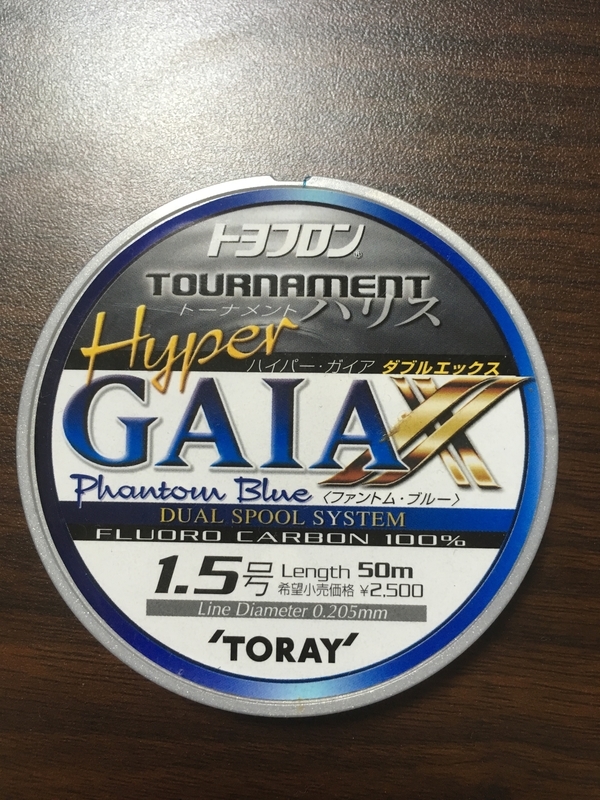 トヨフロン®
TOURNAMENT
トーナメント ハリス
Hyper
ハイパー・ガイア ダブルエックス
GAIA XX
Phantom Blue 〈ファントム・ブルー〉
DUAL SPOOL SYSTEM
FLUORO CARBON 100%
1.5号 Length 50m
希望小売価格 ¥2,500
Line Diameter 0.205mm
'TORAY'